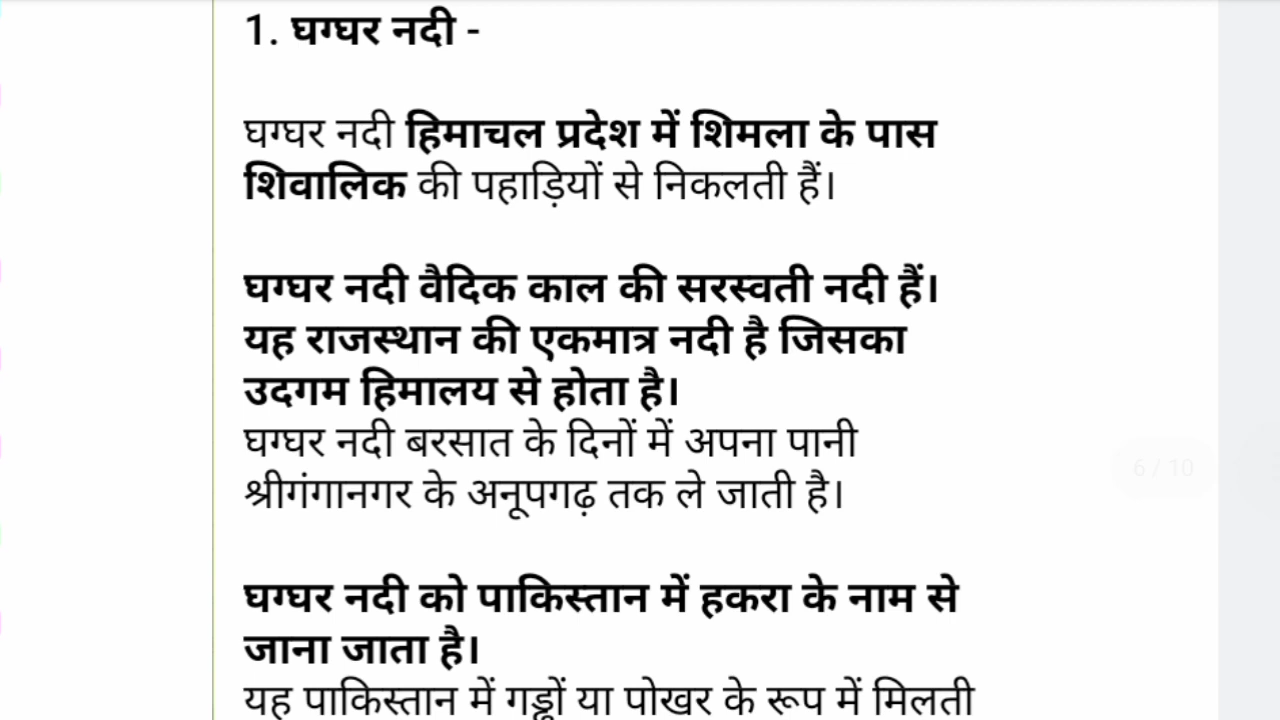 1. घग्घर नदी -
घग्घर नदी हिमाचल प्रदेश में शिमला के पास
शिवालिक की पहाड़ियों से निकलती हैं।
घग्घर नदी वैदिक काल की सरस्वती नदी हैं।
यह राजस्थान की एकमात्र नदी है जिसका
उदगम हिमालय से होता है।
घग्घर नदी बरसात के दिनों में अपना पानी
श्रीगंगानगर के अनूपगढ़ तक ले जाती है।
6 / 10
घग्घर नदी को पाकिस्तान में हकरा के नाम से
जाना जाता है।
यह पाकिस्तान में गड्ढों या पोखर के रूप में मिलती